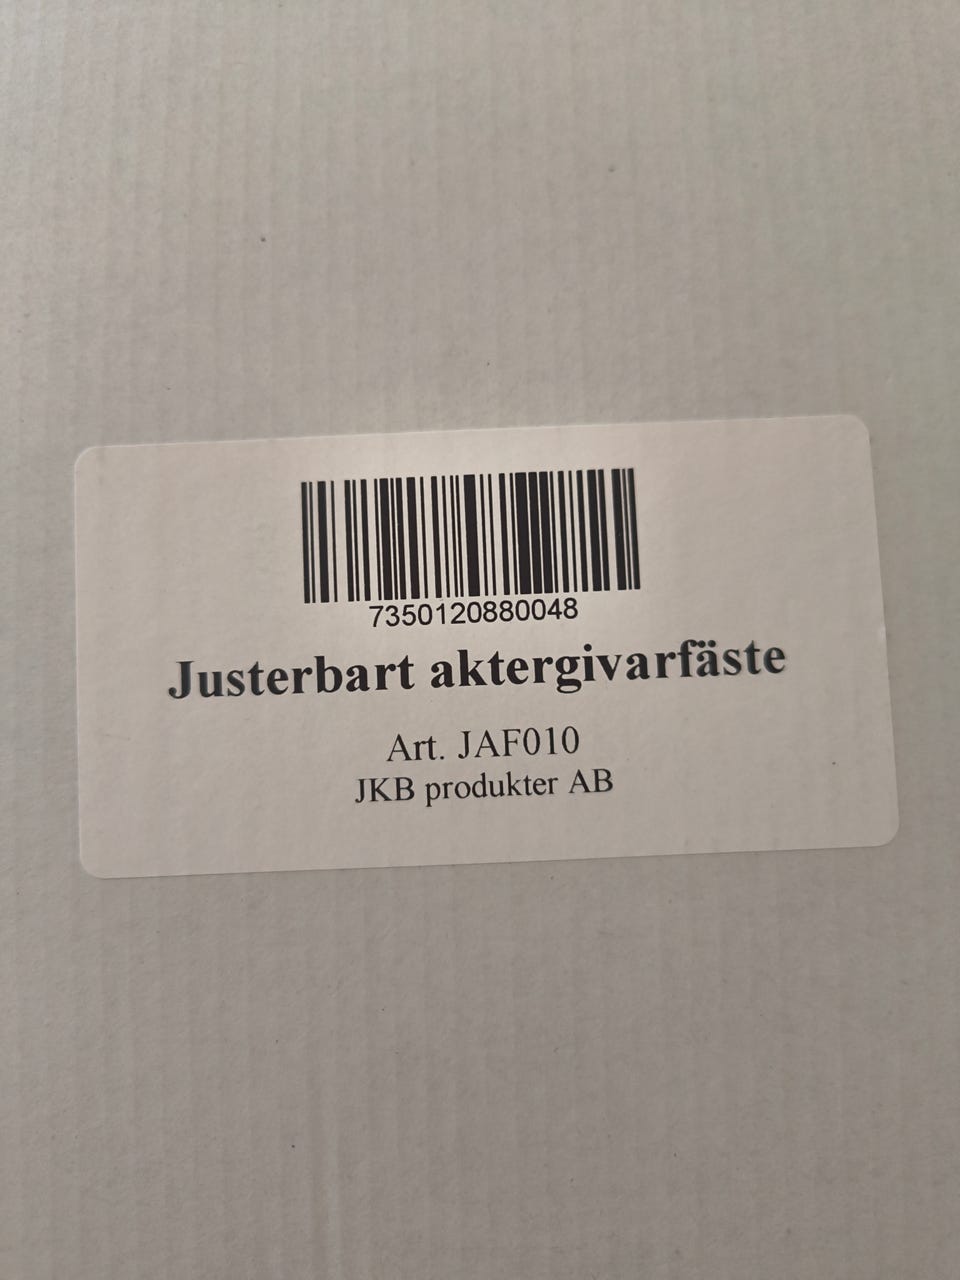 7350120880048
Justerbart aktergivarfäste
Art. JAF010
JKB produkter AB